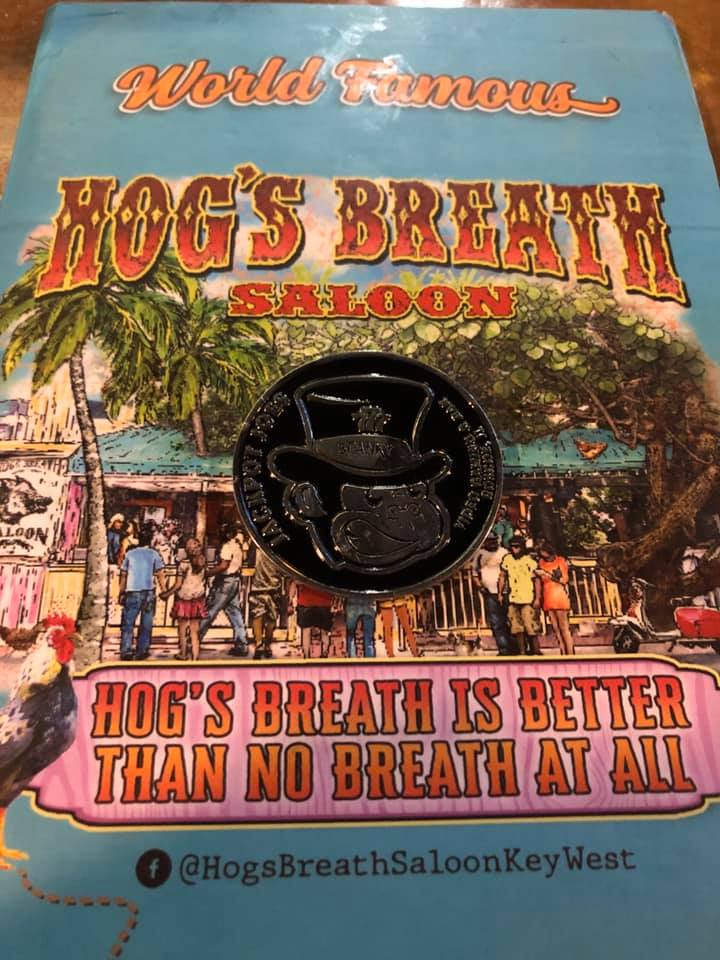 World Famous
HOG'S BREATH
SALOON
HOG'S BREATH IS BETTER
THAN NO BREATH AT ALL
f @HogsBreathSaloonKeyWest